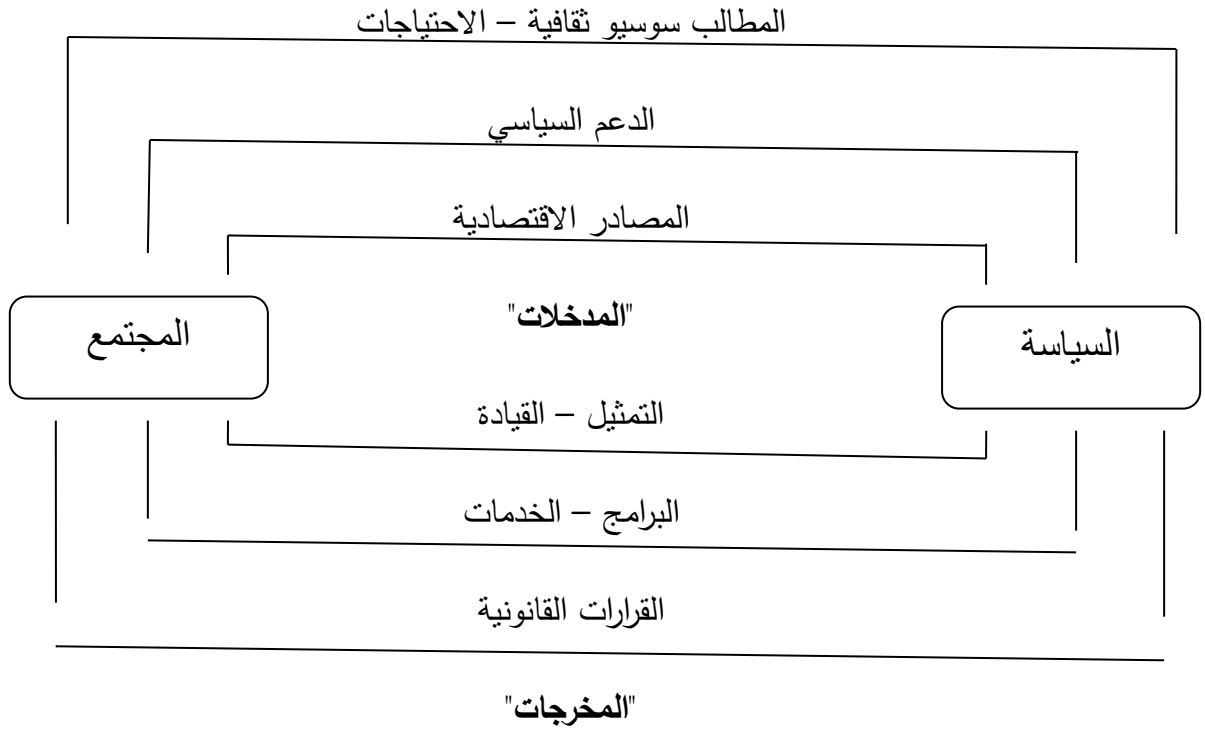 المطالب سوسيو ثقافية – الاحتياجات
الدعم السياسي
المصادر الاقتصادية
"المدخلات"
السياسة
المجتمع
التمثيل – القيادة
البرامج – الخدمات
القرارات القانونية
"المخرجات"